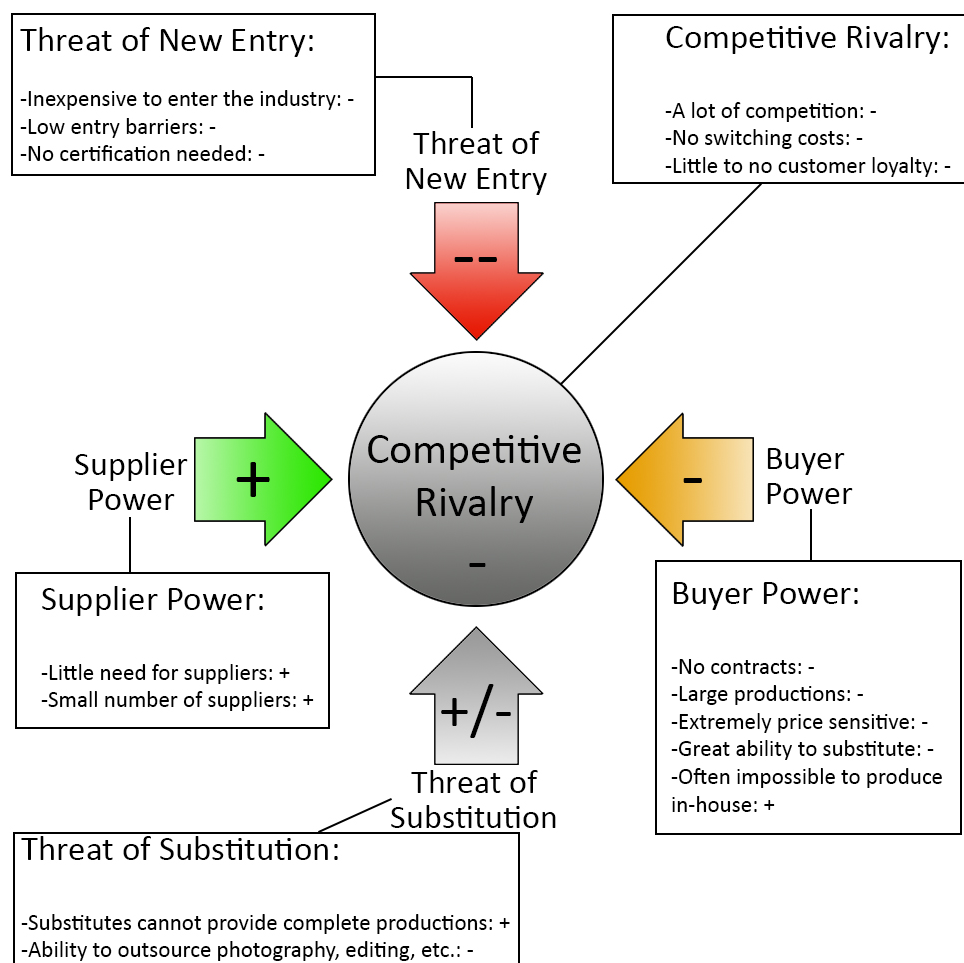 Threat of New Entry:
-Inexpensive to enter the industry: -
-Low entry barriers: -
-No certification needed: -
Competitive Rivalry:
-A lot of competition: -
-No switching costs: -
-Little to no customer loyalty: -
Threat of
New Entry
--
Competitive
Rivalry
-
Supplier
Power
+
-
Buyer
Power
Supplier Power:
-Little need for suppliers: +
-Small number of suppliers: +
Buyer Power:
-No contracts: -
-Large productions: -
-Extremely price sensitive: -
-Great ability to substitute: -
-Often impossible to produce
in-house: +
+/-
Threat of
Substitution
Threat of Substitution:
-Substitutes cannot provide complete productions: +
-Ability to outsource photography, editing, etc.: -